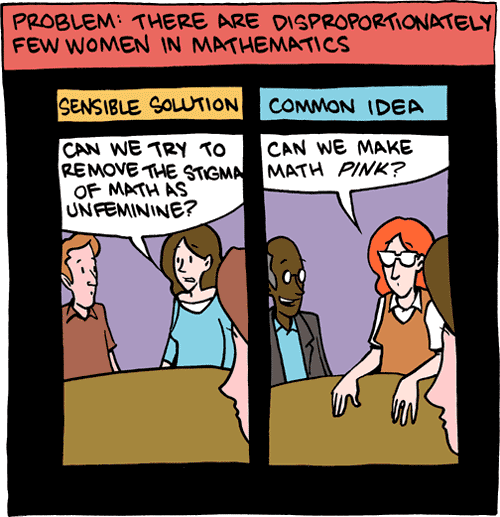 PROBLEM: THERE ARE DISPROPORTIONATELY
FEW WOMEN IN MATHEMATICS
SENSIBLE SOLUTION
CAN WE TRY TO
REMOVE THE STIGMA
OF MATH AS
UNFEMININE?
COMMON IDEA
CAN WE MAKE
MATH PINK?